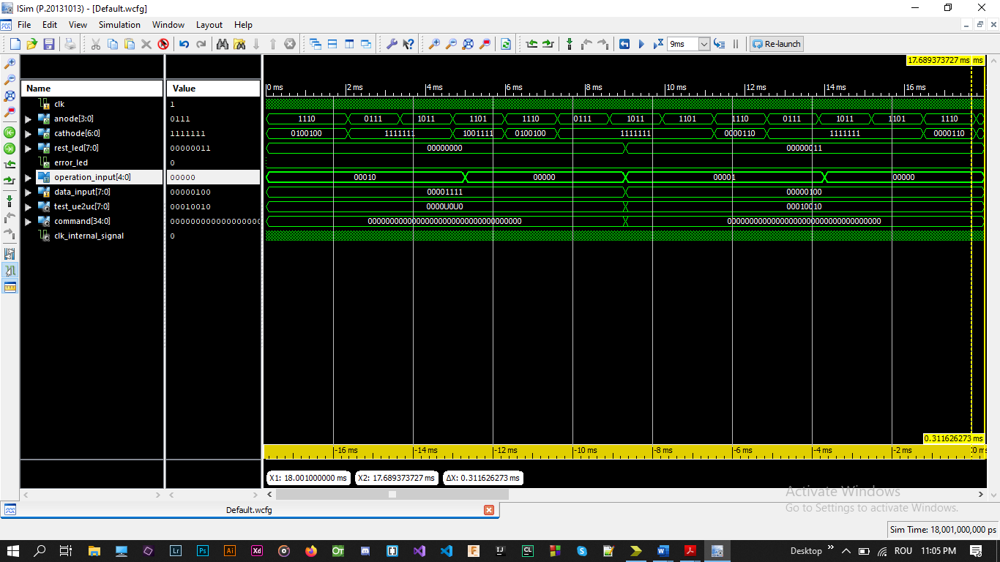 ISim (P.20131013) - [Default.wcfg]
File Edit View Simulation Window Layout Help
9ms Re-launch
17.689373727 ms ms
0 ms 2 ms 4 ms 6 ms 8 ms 10 ms 12 ms 14 ms 16 ms
Name Value
clk 1
anode[3:0] 0111 1110 0111 1011 1101 1110 0111 1011 1101 1110 0111 1011 1101 1110
cathode[6:0] 1111111 0100100 1111111 1001111 0100100 1111111 0000110 1111111 0000110
rest_led[7:0] 00000011 00000000 00000011
error_led 0
operation_input[4:0] 00000 00010 00000 00001 00000
data_input[7:0] 00000100 00001111 00000100
test_ue2uc[7:0] 00010010 0000U0U0 00010010
command[34:0] 00000000000000000000 00000000000000000000000000000000000 00000000000000000000000000000000000
clk_internal_signal 0
0.311626273 ms
-16 ms -14 ms -12 ms -10 ms -8 ms -6 ms -4 ms -2 ms 0 m
X1: 18.001000000 ms X2: 17.689373727 ms ΔX: 0.311626273 ms
Activate Windows
Go to Settings to activate Windows.
Default.wcfg
Sim Time: 18,001,000,000 ps
Lr Ps Ai Xd IJ CL W Desktop ROU 11:05 PM